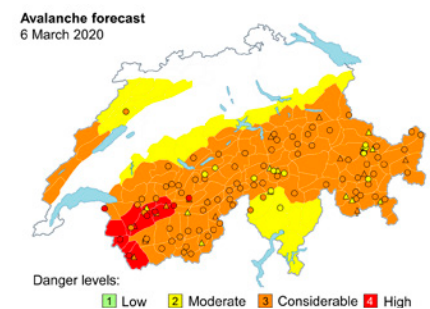 Avalanche forecast
6 March 2020
Danger levels:
1 Low 2 Moderate 3 Considerable 4 High